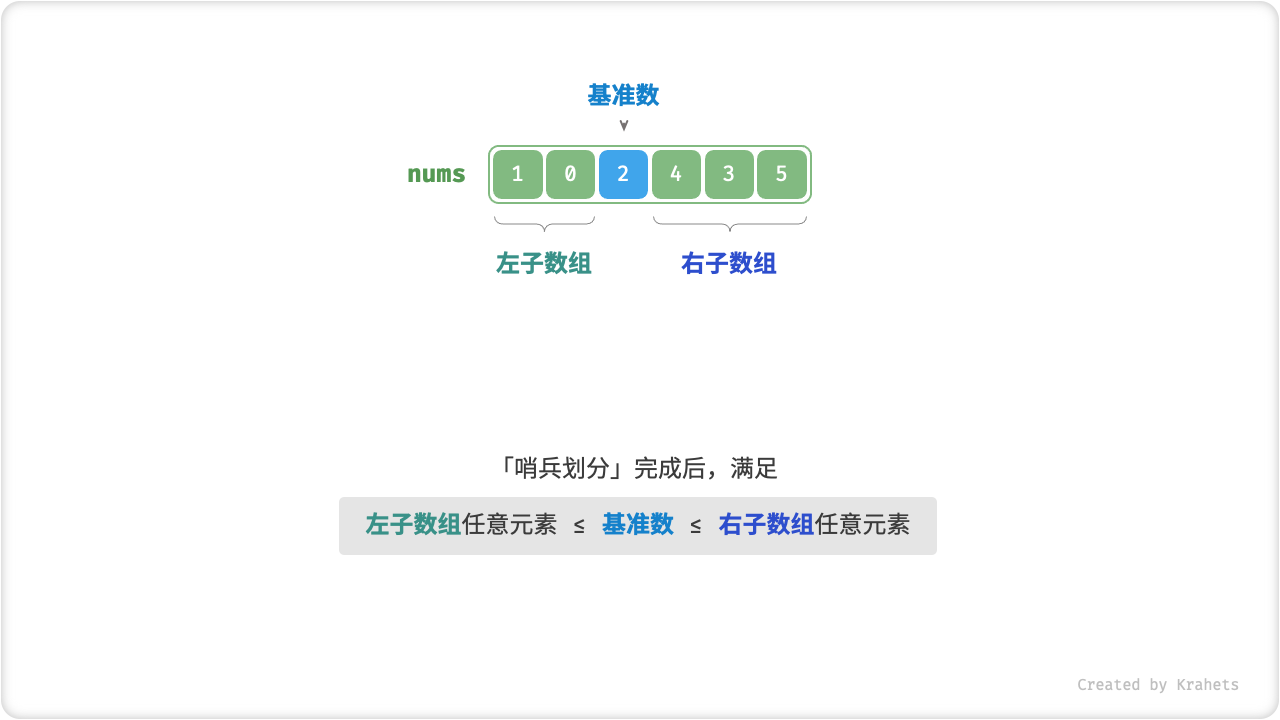 基准数
nums 1 0 2 4 3 5
左子数组 右子数组
「哨兵划分」完成后，满足
左子数组任意元素 ≤ 基准数 ≤ 右子数组任意元素
Created by Krahets